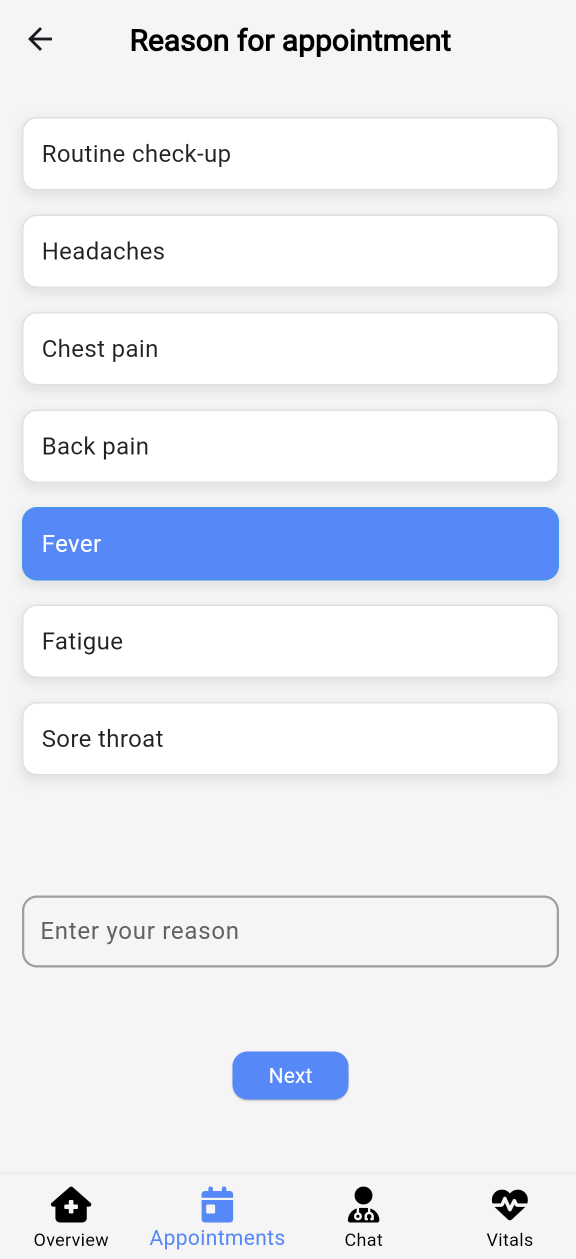 Reason for appointment
Routine check-up
Headaches
Chest pain
Back pain
Fever
Fatigue
Sore throat
Enter your reason
Next
Overview
Appointments
Chat
Vitals